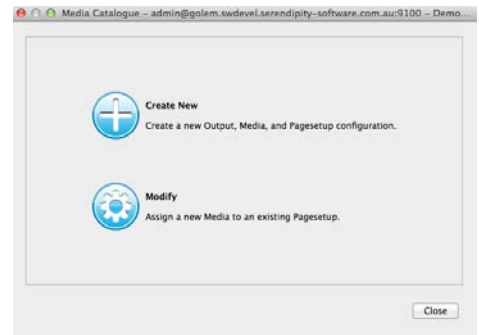 Media Catalogue – admin@golem.swdevel.serendipity-software.com.au:9100 – Demo...
Create New
Create a new Output, Media, and Pagesetup configuration.
Modify
Assign a new Media to an existing Pagesetup.
Close